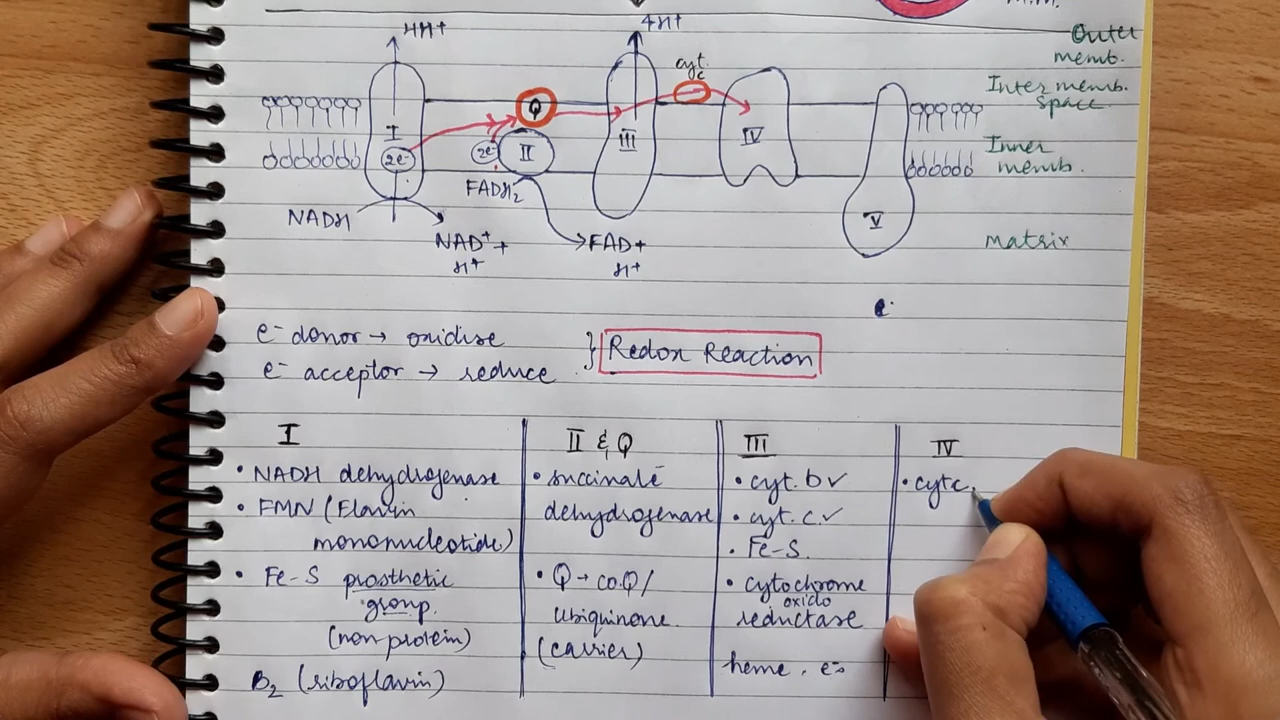 M.M.
4H+
4H+
Outer
memb.
cyt.
c
Inter memb.
space.
Q
I
III
IV
2e-
2e-
II
Inner
memb.
FADH2
NADH
V
NAD+ +
H+
FAD+
H+
matrix
e-
e- donor → oxidise
e- acceptor → reduce
} Redox Reaction
I
• NADH dehydrogenase
• FMN (Flavin
mononucleotide)
• Fe-S prosthetic
group.
(non protein)
B2 (riboflavin)
II & Q
• succinate
dehydrogenase
• Q → co.Q/
Ubiquinone.
(carrier)
III
• cyt. b ✓
• cyt. c. ✓
• Fe-S.
• cytochrome
oxido
reductase
heme. e-
IV
• cyt c.